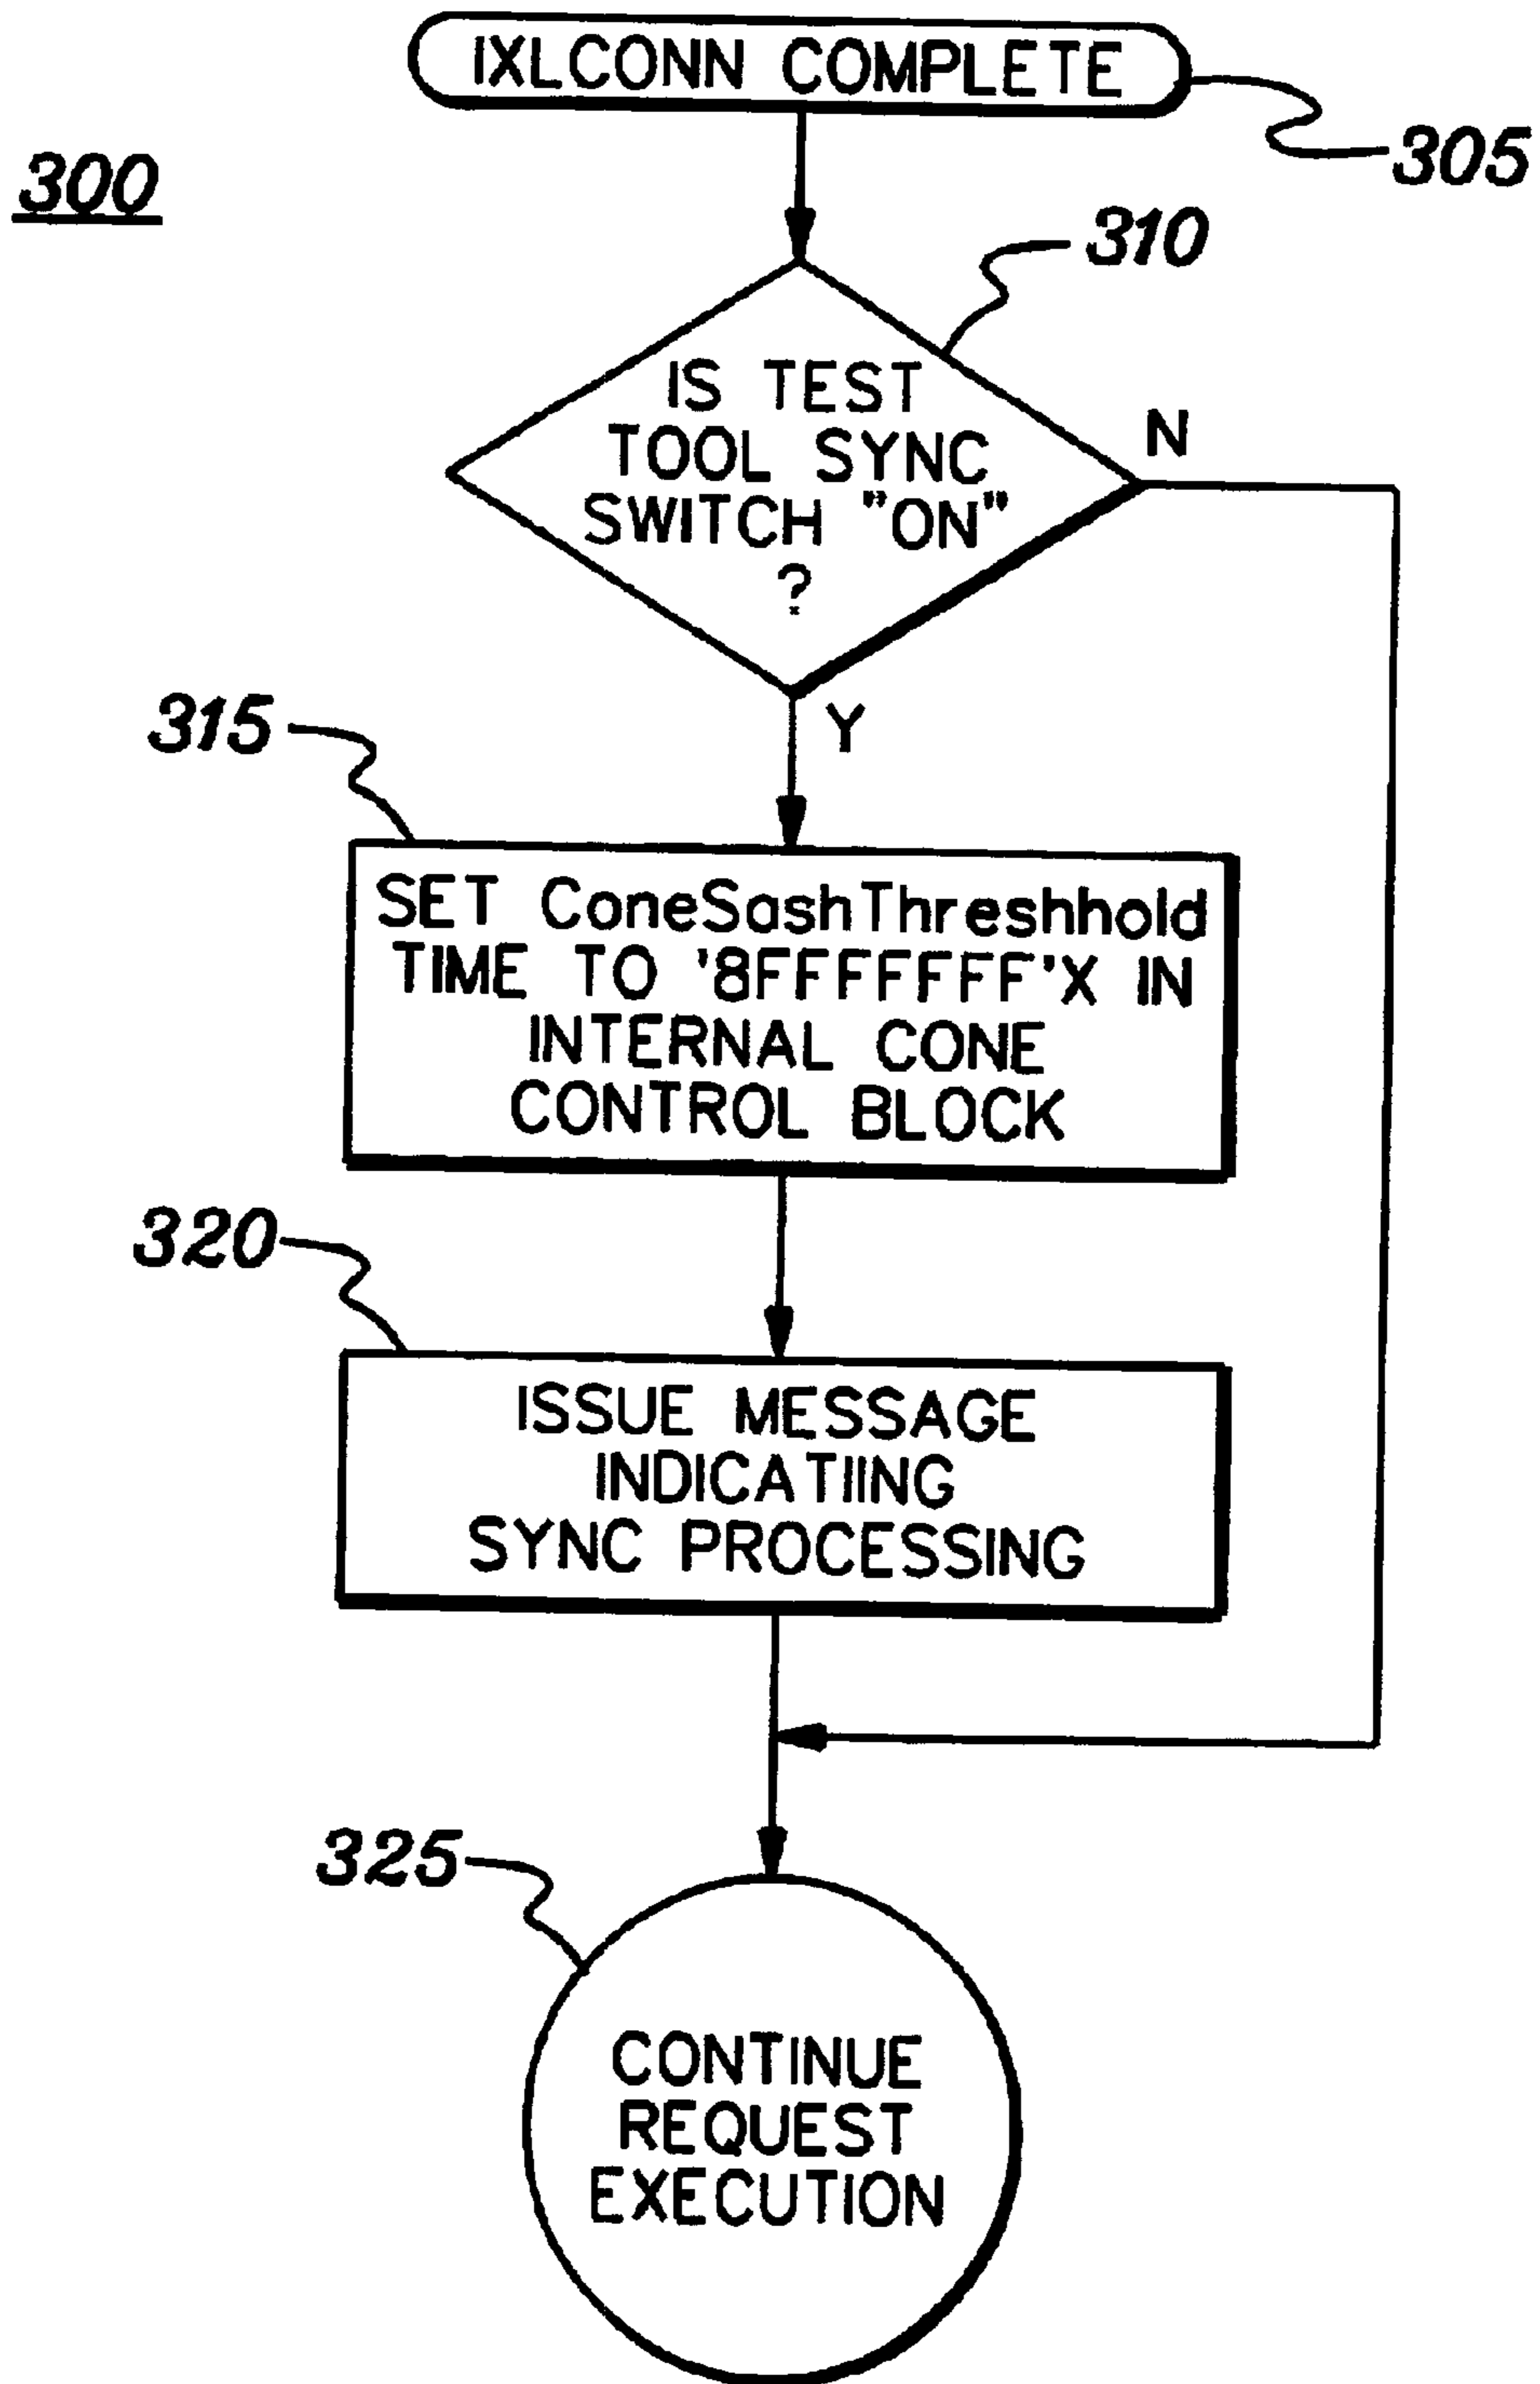 IXLCONN COMPLETE
305
300
310
IS TEST
TOOL SYNC
SWITCH "ON"
?
N
Y
315
SET ConeSashThreshhold
TIME TO '8FFFFFFF'X IN
INTERNAL CONE
CONTROL BLOCK
320
ISSUE MESSAGE
INDICATIING
SYNC PROCESSING
325
CONTINUE
REQUEST
EXECUTION